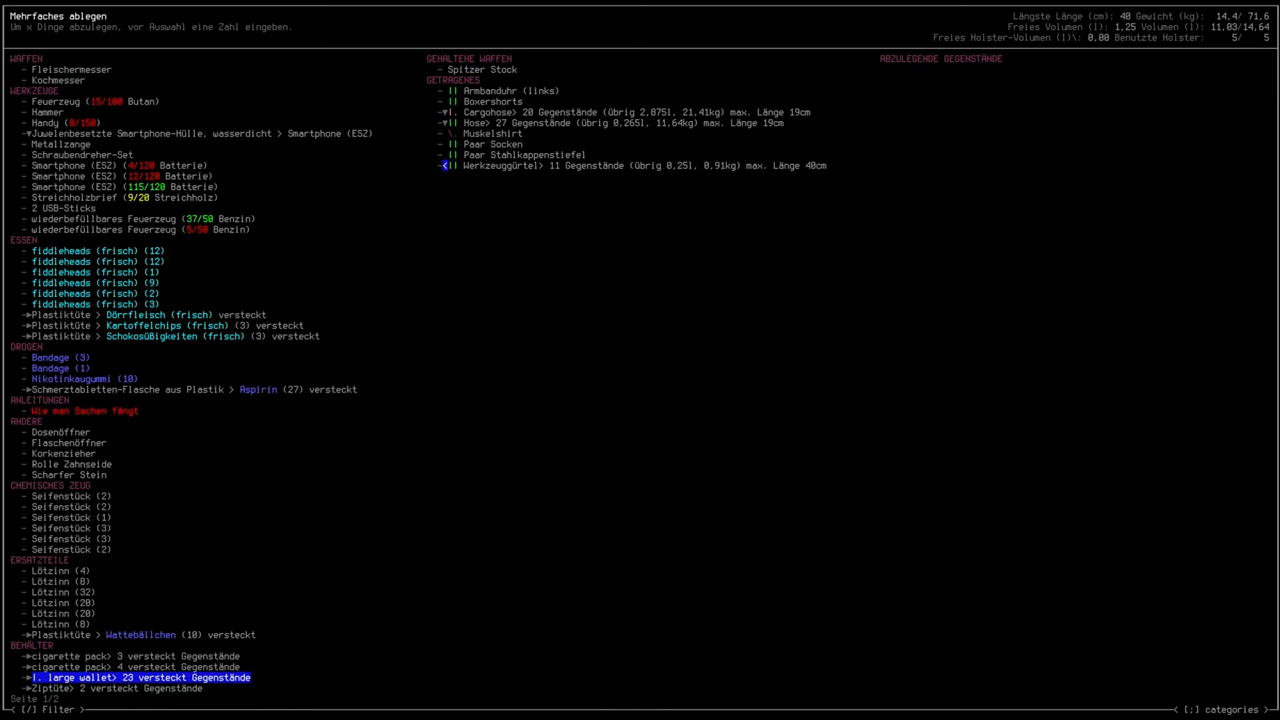 Mehrfaches ablegen
Um x Dinge abzulegen, vor Auswahl eine Zahl eingeben.
Längste Länge (cm): 40 Gewicht (kg): 14,4/ 71,6
Freies Volumen (l): 1,25 Volumen (l): 11,03/14,64
Freies Holster-Volumen (l)\: 0,00 Benutzte Holster: 5/ 5
WAFFEN
- Fleischermesser
- Kochmesser
WERKZEUGE
- Feuerzeug (15/100 Butan)
- Hammer
- Handy (0/150)
-▼Juwelenbesetzte Smartphone-Hülle, wasserdicht > Smartphone (ESZ)
- Metallzange
- Schraubendreher-Set
- Smartphone (ESZ) (4/120 Batterie)
- Smartphone (ESZ) (12/120 Batterie)
- Smartphone (ESZ) (115/120 Batterie)
- Streichholzbrief (9/20 Streichholz)
- 2 USB-Sticks
- wiederbefüllbares Feuerzeug (37/50 Benzin)
- wiederbefüllbares Feuerzeug (5/50 Benzin)
ESSEN
- fiddleheads (frisch) (12)
- fiddleheads (frisch) (12)
- fiddleheads (frisch) (1)
- fiddleheads (frisch) (9)
- fiddleheads (frisch) (2)
- fiddleheads (frisch) (3)
-►Plastiktüte > Dörrfleisch (frisch) versteckt
-►Plastiktüte > Kartoffelchips (frisch) (3) versteckt
-►Plastiktüte > Schokosüßigkeiten (frisch) (3) versteckt
DROGEN
- Bandage (3)
- Bandage (1)
- Nikotinkaugummi (10)
-►Schmerztabletten-Flasche aus Plastik > Aspirin (27) versteckt
ANLEITUNGEN
- Wie man Sachen fängt
ANDERE
- Dosenöffner
- Flaschenöffner
- Korkenzieher
- Rolle Zahnseide
- Scharfer Stein
CHEMISCHES ZEUG
- Seifenstück (2)
- Seifenstück (2)
- Seifenstück (1)
- Seifenstück (3)
- Seifenstück (3)
- Seifenstück (2)
ERSATZTEILE
- Lötzinn (4)
- Lötzinn (8)
- Lötzinn (32)
- Lötzinn (20)
- Lötzinn (20)
- Lötzinn (8)
-►Plastiktüte > Wattebällchen (10) versteckt
BEHÄLTER
-►cigarette pack> 3 versteckt Gegenstände
-►cigarette pack> 4 versteckt Gegenstände
-►|. large wallet> 23 versteckt Gegenstände
-►Ziptüte> 2 versteckt Gegenstände
Seite 1/2
< [/] Filter >
GEHALTENE WAFFEN
- Spitzer Stock
GETRAGENES
- || Armbanduhr (links)
- || Boxershorts
-▼|. Cargohose> 20 Gegenstände (übrig 2,875l, 21,41kg) max. Länge 19cm
-▼|| Hose> 27 Gegenstände (übrig 0,265l, 11,64kg) max. Länge 19cm
- \. Muskelshirt
- || Paar Socken
- || Paar Stahlkappenstiefel
-<|| Werkzeuggürtel> 11 Gegenstände (übrig 0,25l, 0,91kg) max. Länge 40cm
ABZULEGENDE GEGENSTÄNDE
< [;] categories >